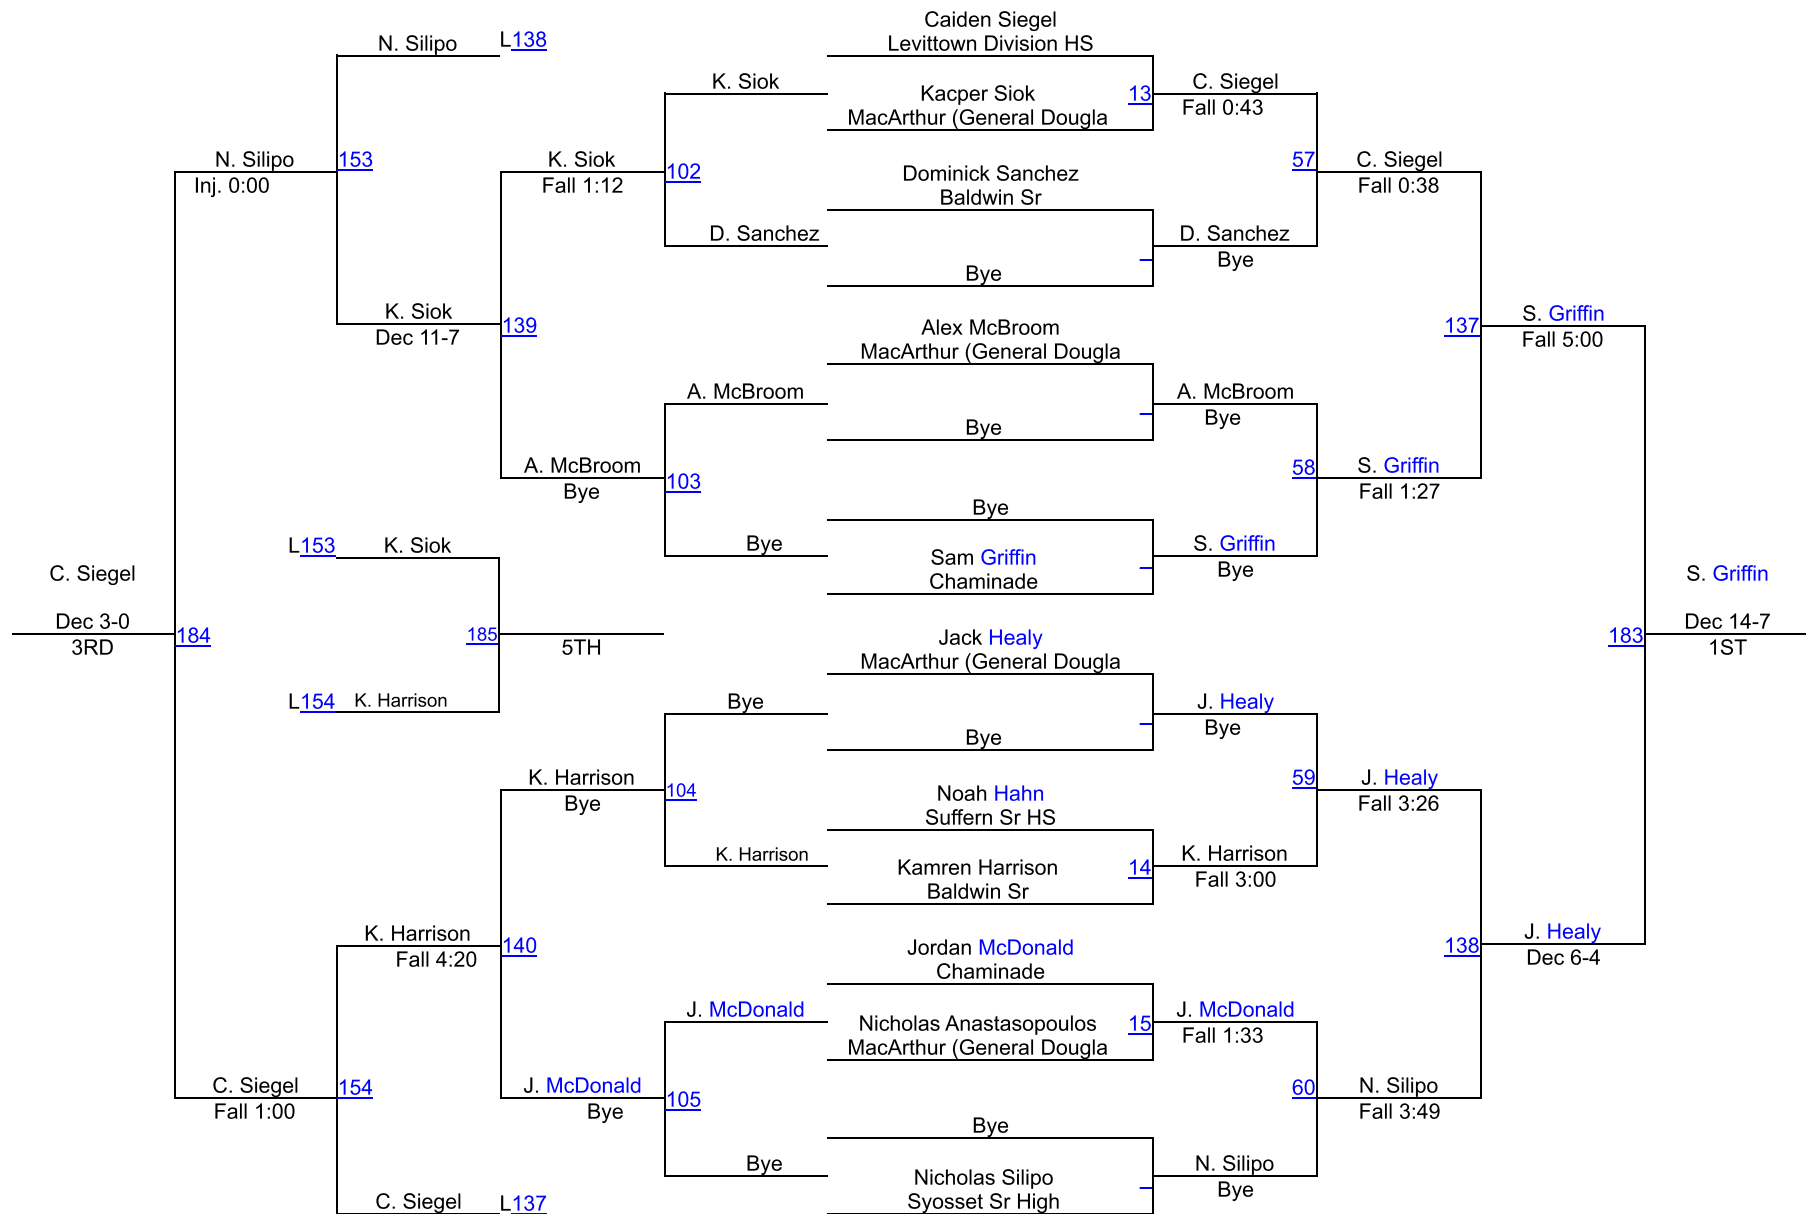 Caiden Siegel
N. Silipo L138 Levittown Division HS
K. Siok Kacper Siok 13 C. Siegel
MacArthur (General Dougla Fall 0:43
N. Silipo 153 K. Siok 57 C. Siegel
Inj. 0:00 Fall 1:12 102 Dominick Sanchez Fall 0:38
Baldwin Sr
D. Sanchez D. Sanchez
Bye Bye
K. Siok
Dec 11-7 139 Alex McBroom 137 S. Griffin
MacArthur (General Dougla Fall 5:00
A. McBroom A. McBroom
Bye Bye
A. McBroom 58 S. Griffin
Bye 103 Fall 1:27
Bye
L153 K. Siok Bye Sam Griffin S. Griffin
Chaminade Bye
C. Siegel S. Griffin
Dec 3-0 Dec 14-7
3RD 184 185 5TH Jack Healy 183 1ST
MacArthur (General Dougla
L154 K. Harrison Bye J. Healy
Bye Bye
K. Harrison 59 J. Healy
Bye 104 Noah Hahn Fall 3:26
Suffern Sr HS
K. Harrison Kamren Harrison 14 K. Harrison
Baldwin Sr Fall 3:00
K. Harrison 140 Jordan McDonald 138 J. Healy
Fall 4:20 Chaminade Dec 6-4
J. McDonald Nicholas Anastasopoulos 15 J. McDonald
MacArthur (General Dougla Fall 1:33
C. Siegel 154 J. McDonald 60 N. Silipo
Fall 1:00 Bye 105 Fall 3:49
Bye
Bye Nicholas Silipo N. Silipo
C. Siegel L137 Syosset Sr High Bye